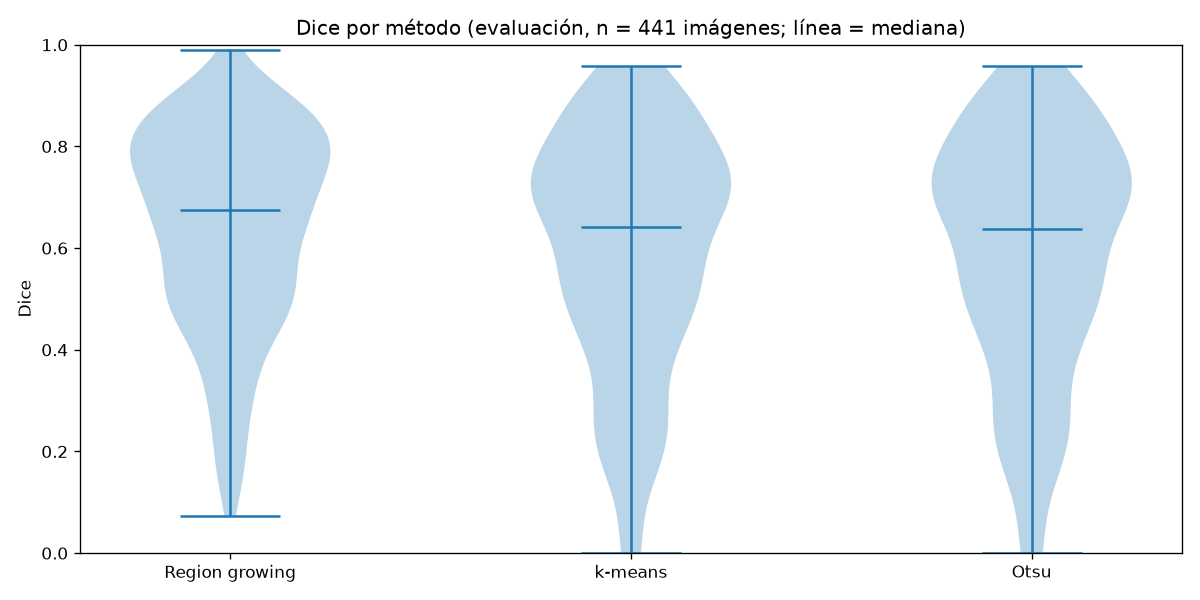 Dice por método (evaluación, n = 441 imágenes; línea = mediana)
Dice
1.0
0.8
0.6
0.4
0.2
0.0
Region growing
k-means
Otsu